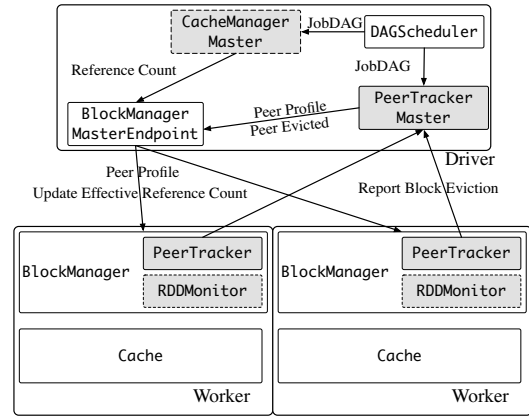 CacheManager
Master
JobDAG
DAGScheduler
Reference Count
JobDAG
BlockManager
MasterEndpoint
Peer Profile
Peer Evicted
PeerTracker
Master
Driver
Peer Profile
Update Effective Reference Count
Report Block Eviction
BlockManager
PeerTracker
RDDMonitor
Cache
Worker
BlockManager
PeerTracker
RDDMonitor
Cache
Worker